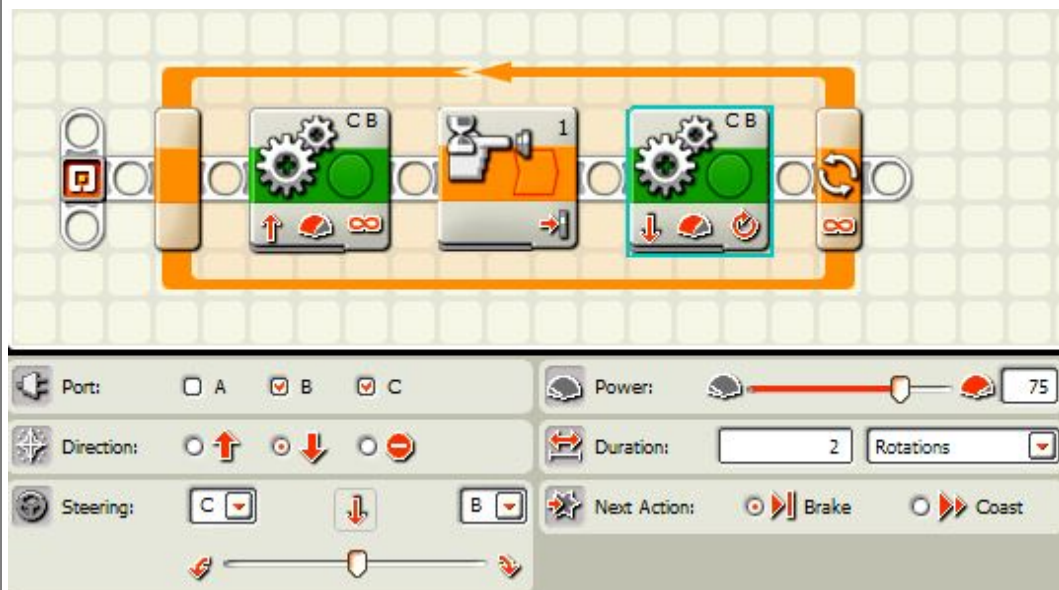 C B
1
C B
Port:
A
B
C
Power:
75
Direction:
Duration:
2
Rotations
Steering:
C
B
Next Action:
Brake
Coast